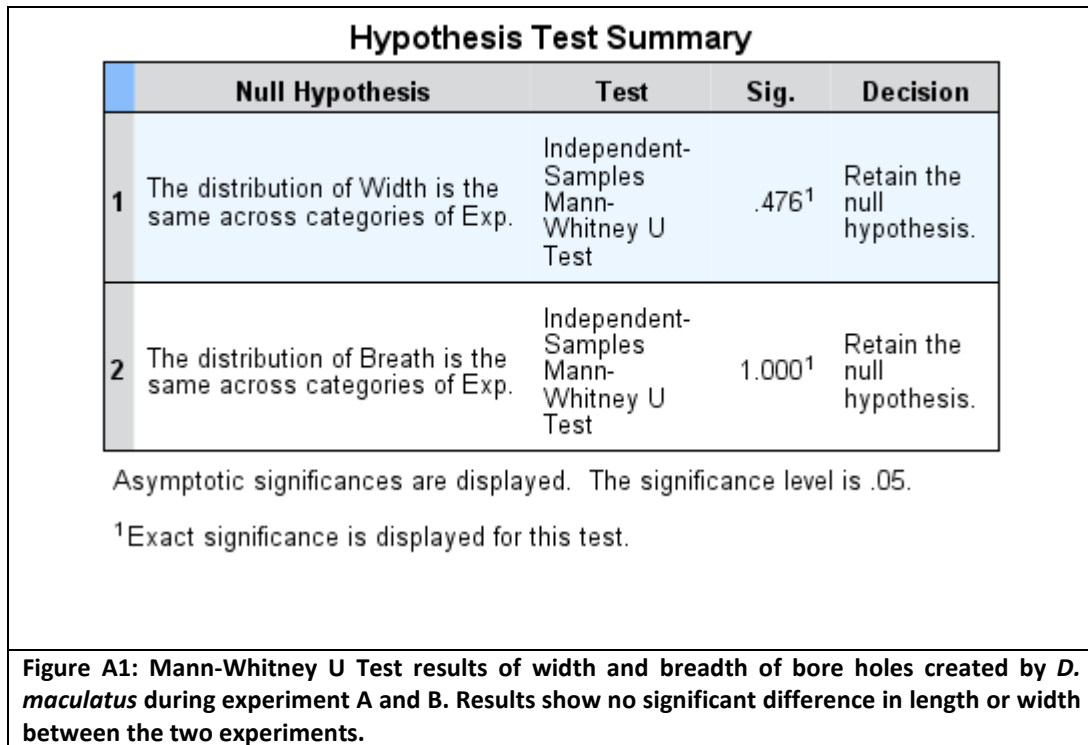 Hypothesis Test Summary
Null Hypothesis Test Sig. Decision
1 The distribution of Width is the same across categories of Exp. Independent-Samples Mann-Whitney U Test .476¹ Retain the null hypothesis.
2 The distribution of Breath is the same across categories of Exp. Independent-Samples Mann-Whitney U Test 1.000¹ Retain the null hypothesis.
Asymptotic significances are displayed. The significance level is .05.
¹Exact significance is displayed for this test.
Figure A1: Mann-Whitney U Test results of width and breadth of bore holes created by D.
maculatus during experiment A and B. Results show no significant difference in length or width
between the two experiments.